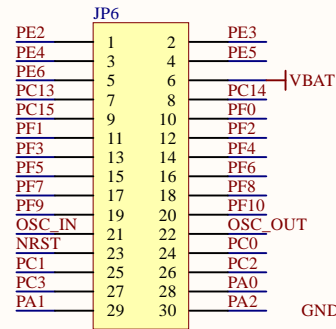 JP6
PE2 1 2 PE3
PE4 3 4 PE5
PE6 5 6 VBAT
PC13 7 8 PC14
PC15 9 10 PF0
PF1 11 12 PF2
PF3 13 14 PF4
PF5 15 16 PF6
PF7 17 18 PF8
PF9 19 20 PF10
OSC_IN 21 22 OSC_OUT
NRST 23 24 PC0
PC1 25 26 PC2
PC3 27 28 PA0
PA1 29 30 PA2 GND